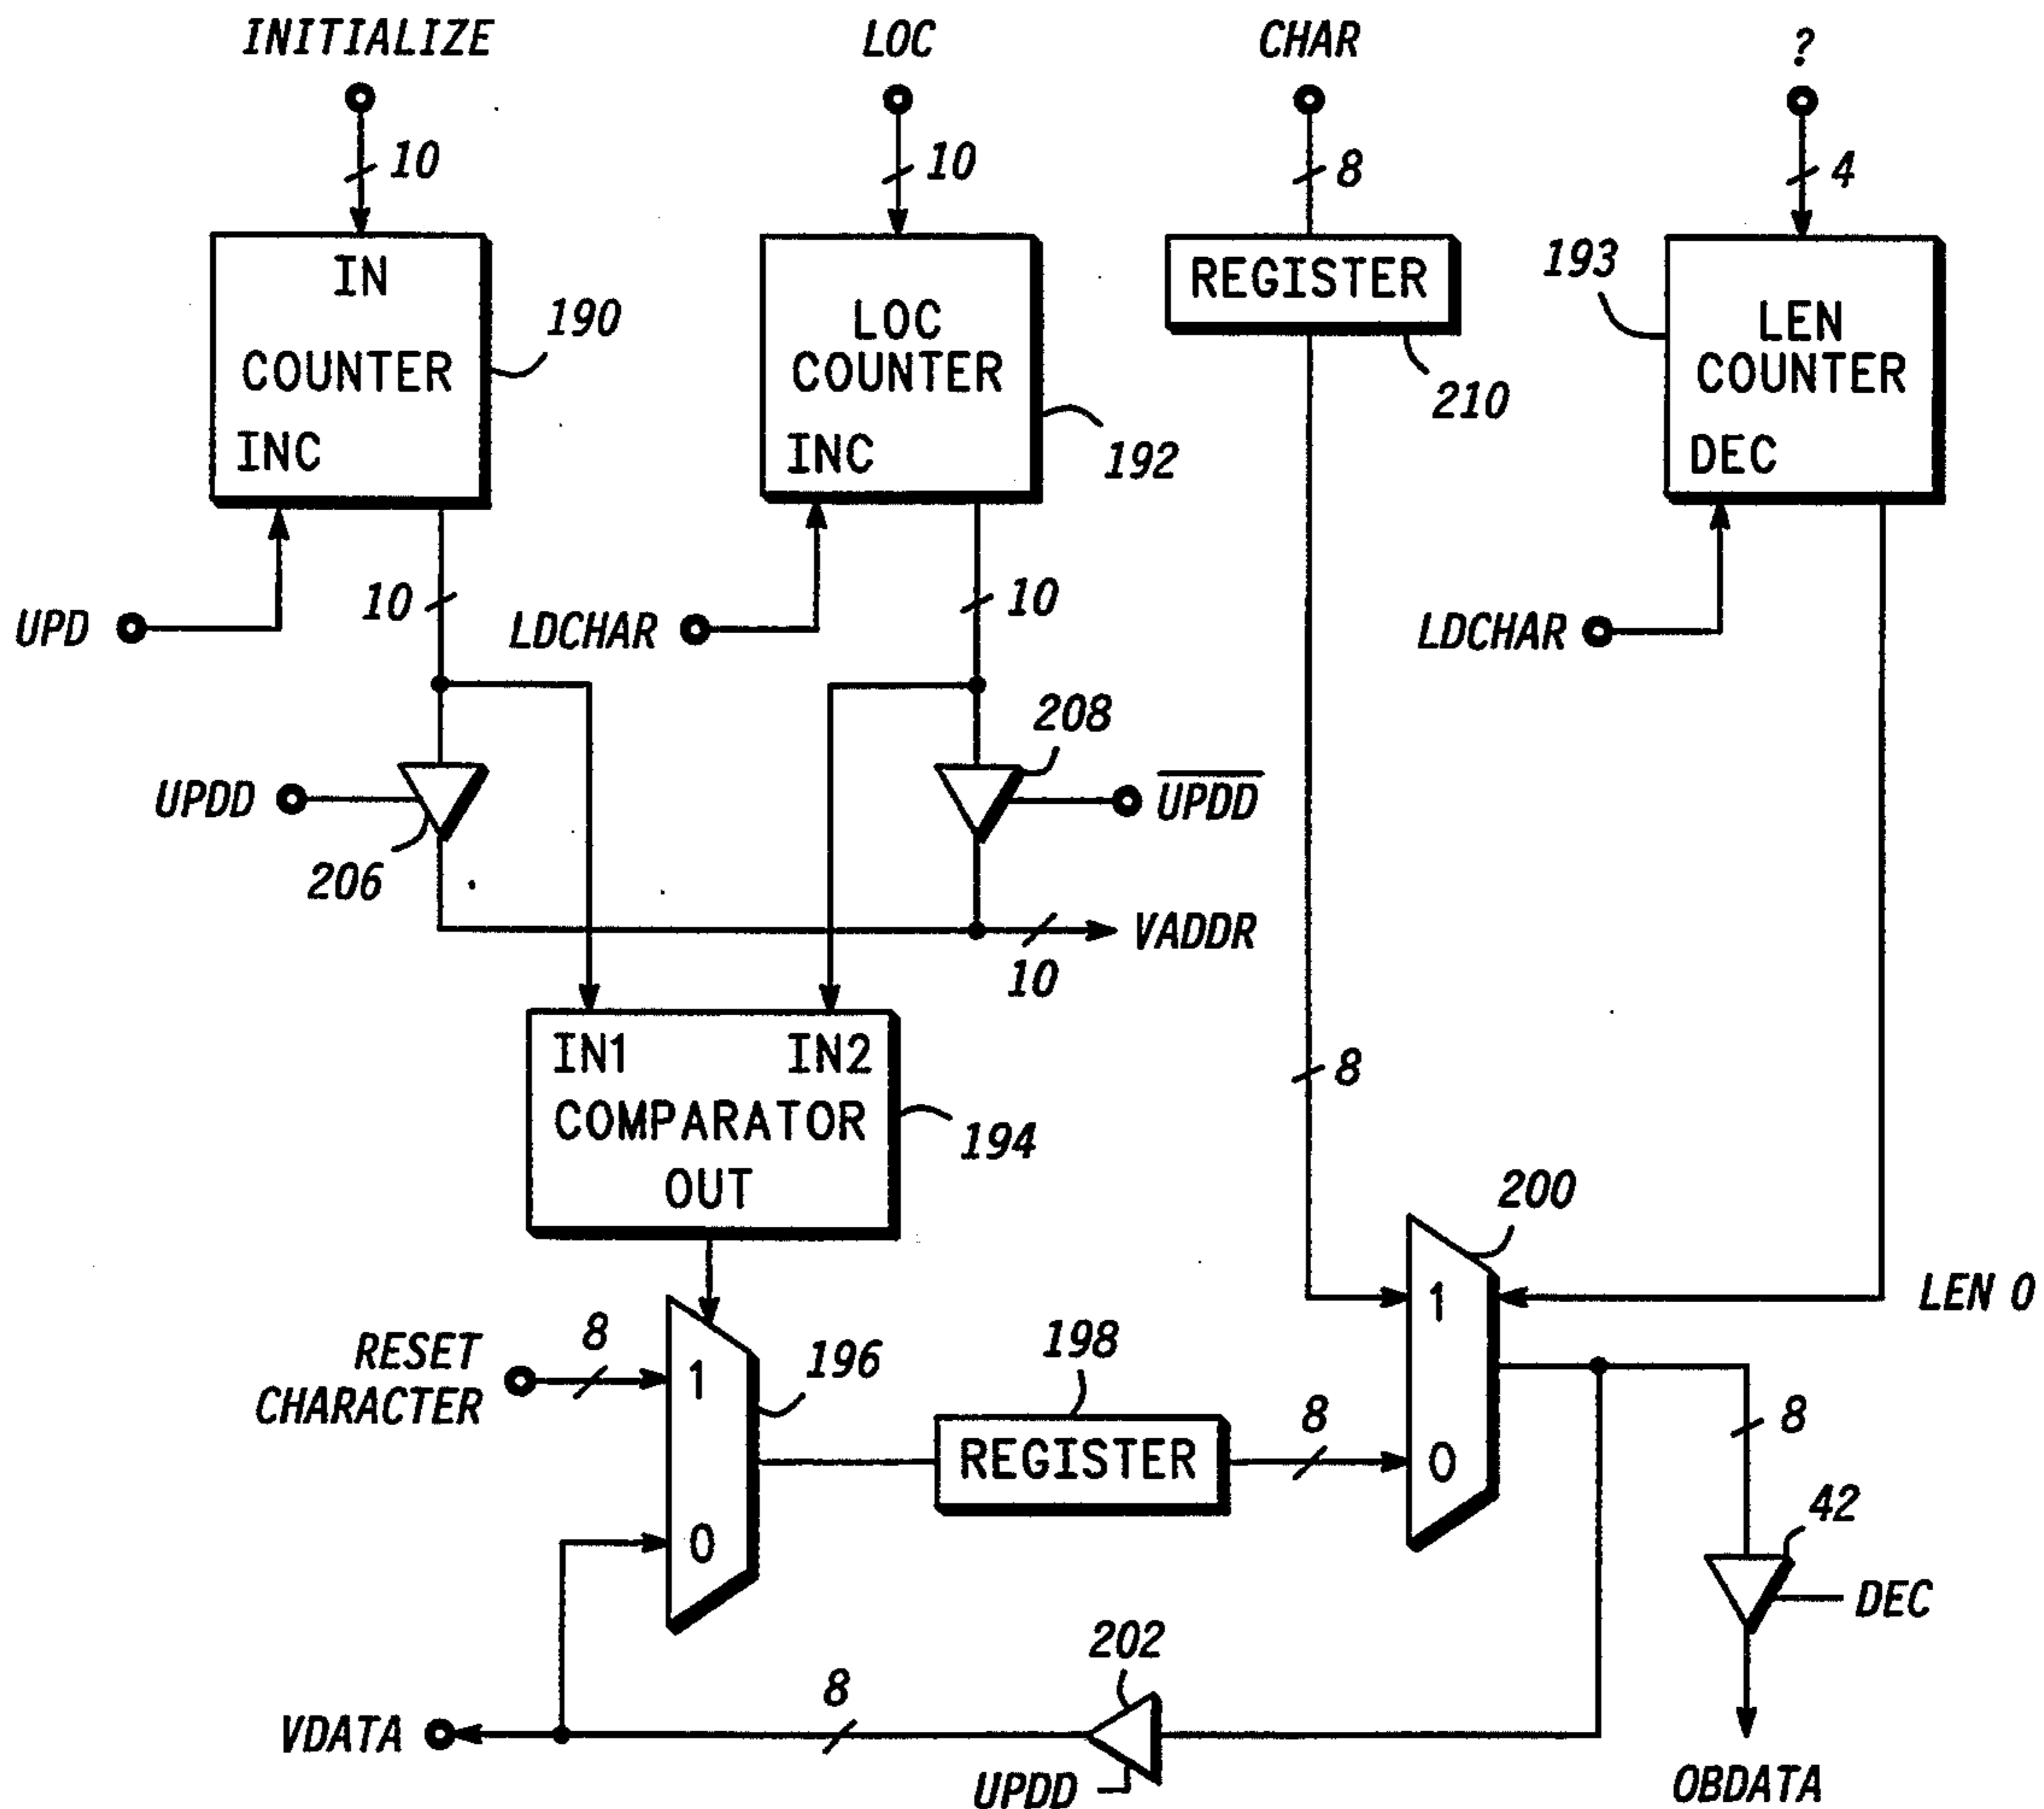 INITIALIZE
LOC
CHAR
?
10
10
8
4
IN
COUNTER
INC
190
LOC
COUNTER
INC
192
REGISTER
210
193
LEN
COUNTER
DEC
UPD
10
LDCHAR
10
LDCHAR
UPDD
206
208
UPDD
VADDR
10
IN1 IN2
COMPARATOR
OUT
194
8
200
1
0
LEN 0
RESET
CHARACTER
8
1
0
196
198
REGISTER
8
8
42
DEC
202
8
VDATA
UPDD
OBDATA